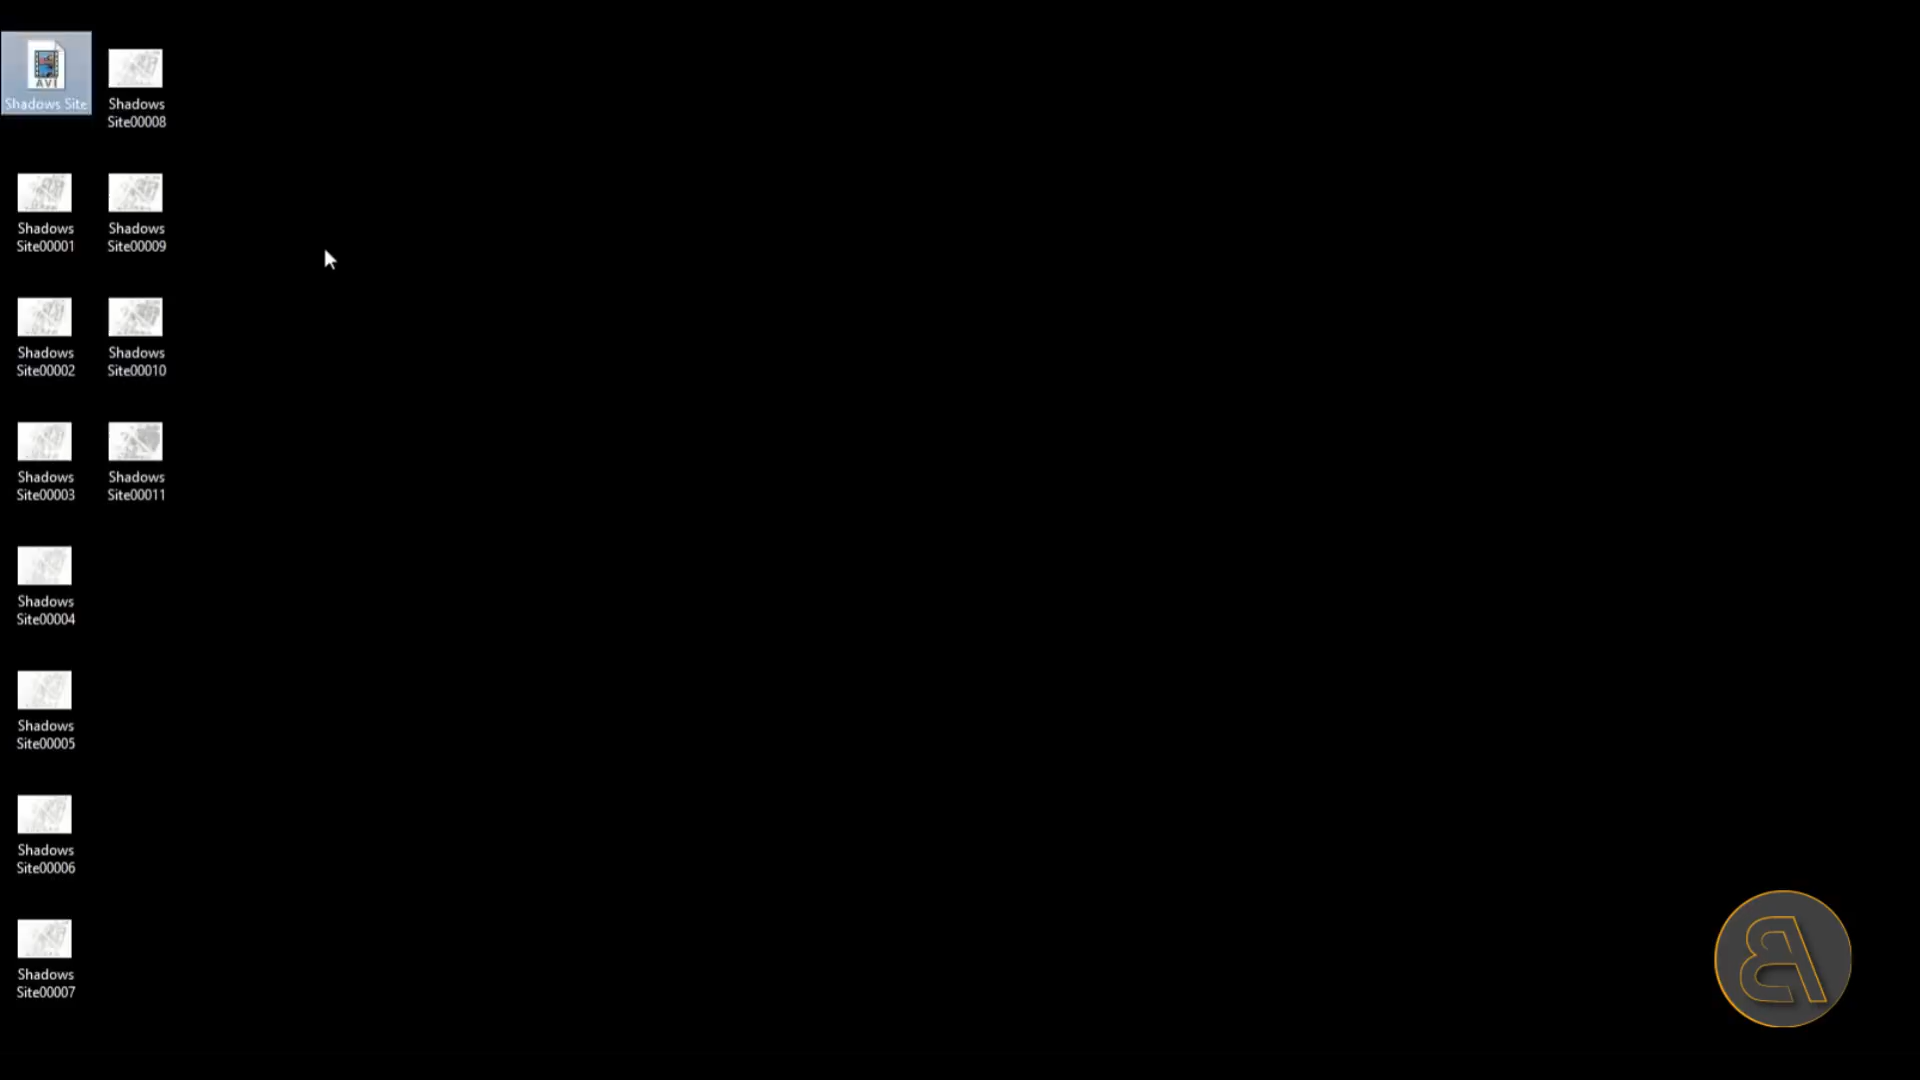 AVI
Shadows Site
Shadows
Site00001
Shadows
Site00002
Shadows
Site00003
Shadows
Site00004
Shadows
Site00005
Shadows
Site00006
Shadows
Site00007
Shadows
Site00008
Shadows
Site00009
Shadows
Site00010
Shadows
Site00011